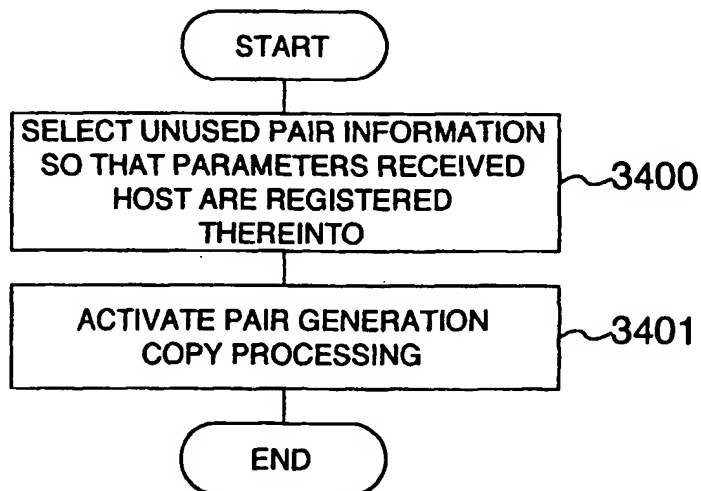 START
SELECT UNUSED PAIR INFORMATION
SO THAT PARAMETERS RECEIVED
HOST ARE REGISTERED
THEREINTO
3400
ACTIVATE PAIR GENERATION
COPY PROCESSING
3401
END